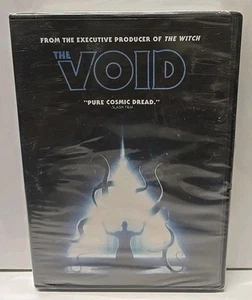 FROM THE EXECUTIVE PRODUCER OF THE WITCH
THE
VOID
"PURE COSMIC DREAD."